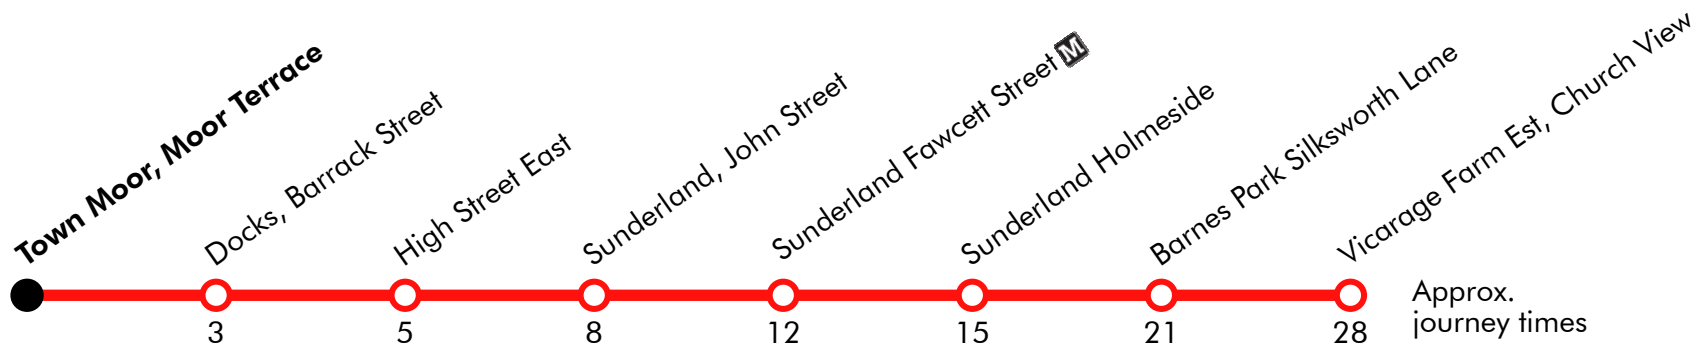 Town Moor, Moor Terrace
Docks, Barrack Street
High Street East
Sunderland, John Street
Sunderland Fawcett Street M
Sunderland Holmeside
Barnes Park Silksworth Lane
Vicarage Farm Est, Church View
3
5
8
12
15
21
28
Approx.
journey times